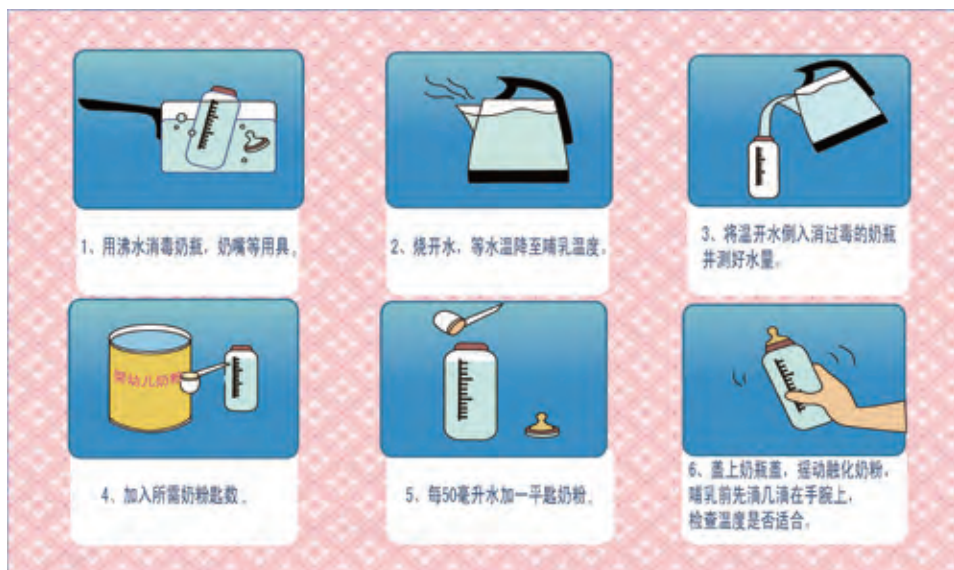 1、用沸水消毒奶瓶，奶嘴等用具。
2、烧开水，等水温降至哺乳温度。
3、将温开水倒入消过毒的奶瓶
并测好水量。
婴幼儿奶粉
4、加入所需奶粉匙数。
5、每50毫升水加一平匙奶粉。
6、盖上奶瓶盖，摇动融化奶粉，
哺乳前先滴几滴在手腕上，
检查温度是否适合。